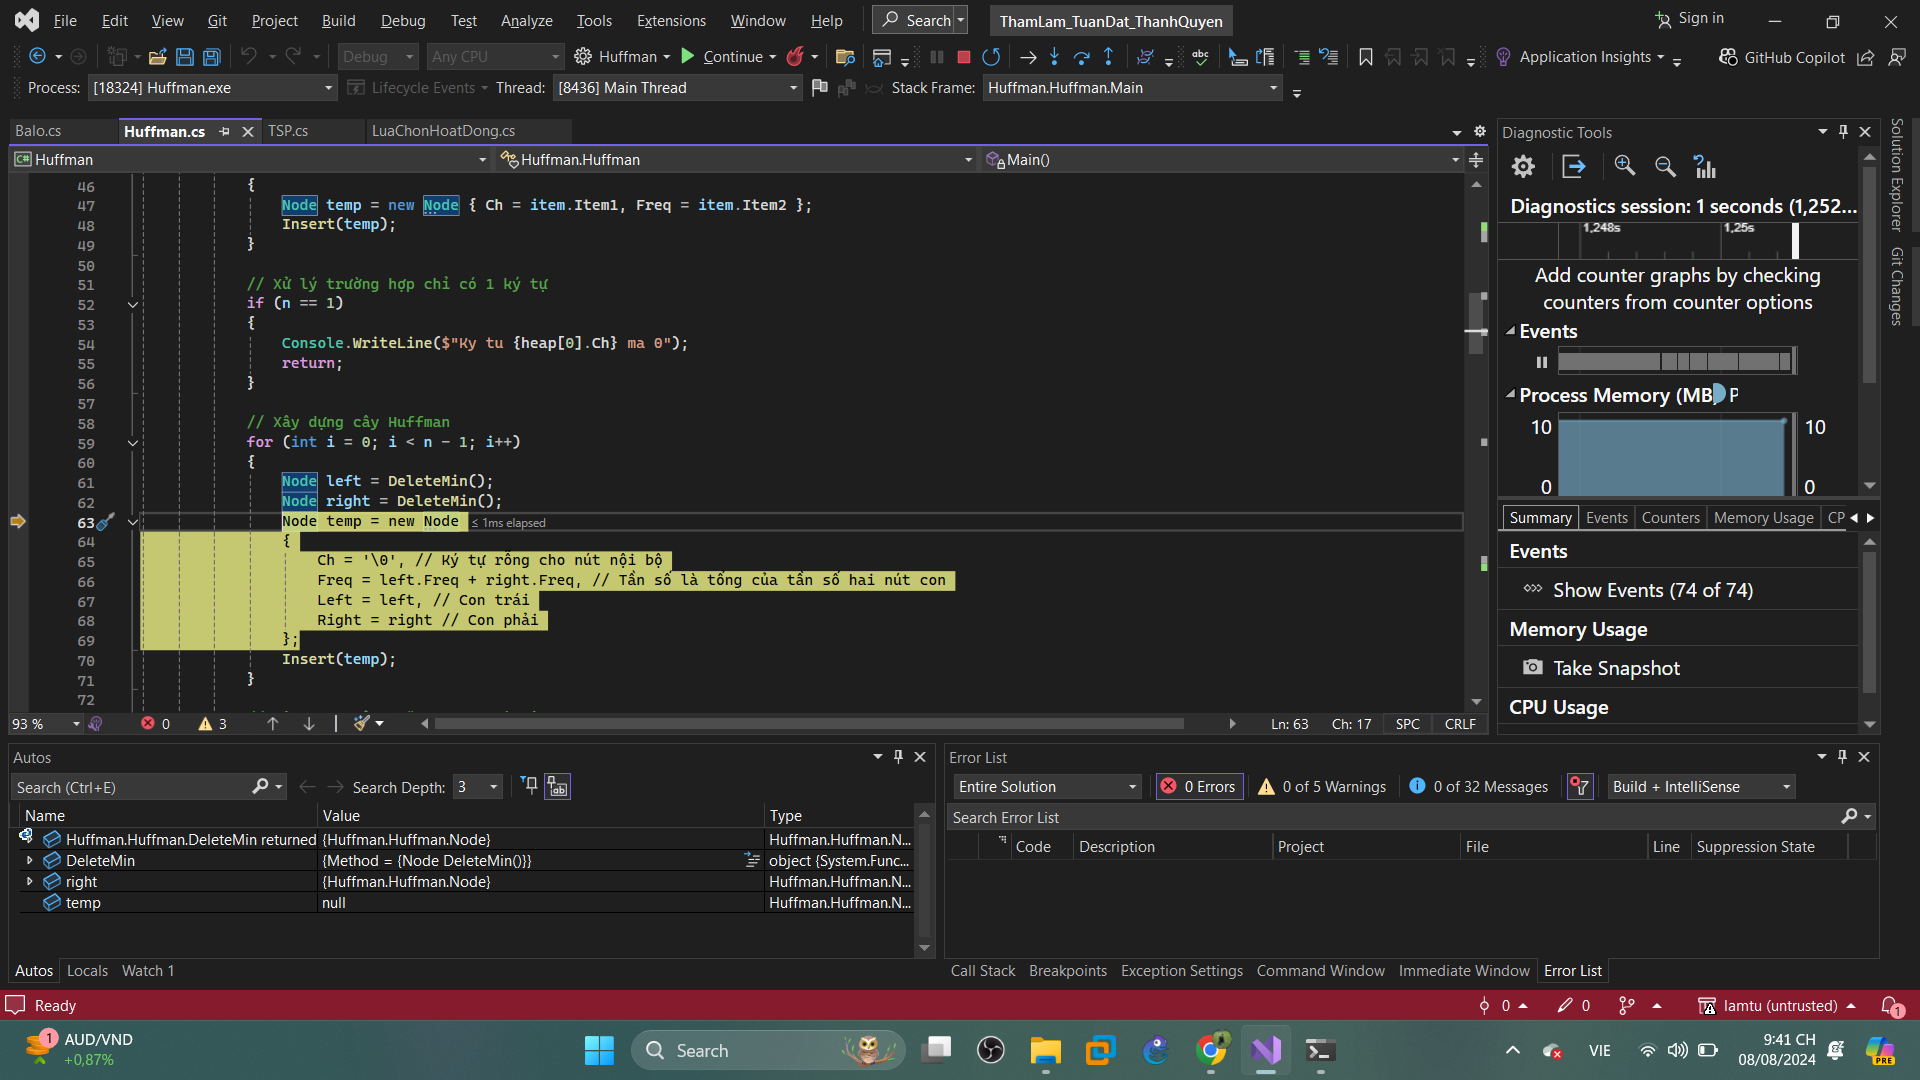 File Edit View Git Project Build Debug Test Analyze Tools Extensions Window Help Search ThamLam_TuanDat_ThanhQuyen Sign in
Debug Any CPU Huffman Continue Application Insights GitHub Copilot
Process: [18324] Huffman.exe Lifecycle Events Thread: [8436] Main Thread Stack Frame: Huffman.Huffman.Main
Balo.cs Huffman.cs TSP.cs LuaChonHoatDong.cs
Huffman Huffman.Huffman Main()
46 {
47 Node temp = new Node { Ch = item.Item1, Freq = item.Item2 };
48 Insert(temp);
49 }
50
51 // Xử lý trường hợp chỉ có 1 ký tự
52 if (n == 1)
53 {
54 Console.WriteLine($"Ky tu {heap[0].Ch} ma 0");
55 return;
56 }
57
58 // Xây dựng cây Huffman
59 for (int i = 0; i < n - 1; i++)
60 {
61 Node left = DeleteMin();
62 Node right = DeleteMin();
63 Node temp = new Node ≤ 1ms elapsed
64 {
65 Ch = '\0', // Ký tự rỗng cho nút nội bộ
66 Freq = left.Freq + right.Freq, // Tần số là tổng của tần số hai nút con
67 Left = left, // Con trái
68 Right = right // Con phải
69 };
70 Insert(temp);
71 }
72
93 % 0 3 Ln: 63 Ch: 17 SPC CRLF
Diagnostic Tools
Diagnostics session: 1 seconds (1,252...
1,248s 1,25s
Add counter graphs by checking
counters from counter options
Events
Process Memory (MB) P
10 10
0 0
Summary Events Counters Memory Usage CP
Events
Show Events (74 of 74)
Memory Usage
Take Snapshot
CPU Usage
Solution Explorer
Git Changes
Autos
Search (Ctrl+E) Search Depth: 3
Name Value Type
Huffman.Huffman.DeleteMin returned {Huffman.Huffman.Node} Huffman.Huffman.N...
DeleteMin {Method = {Node DeleteMin()}} object {System.Func...
right {Huffman.Huffman.Node} Huffman.Huffman.N...
temp null Huffman.Huffman.N...
Autos Locals Watch 1
Error List
Entire Solution 0 Errors 0 of 5 Warnings 0 of 32 Messages Build + IntelliSense
Search Error List
Code Description Project File Line Suppression State
Call Stack Breakpoints Exception Settings Command Window Immediate Window Error List
Ready 0 0 lamtu (untrusted) 1
1 AUD/VND
+0,87%
Search
VIE
9:41 CH
08/08/2024
PRE